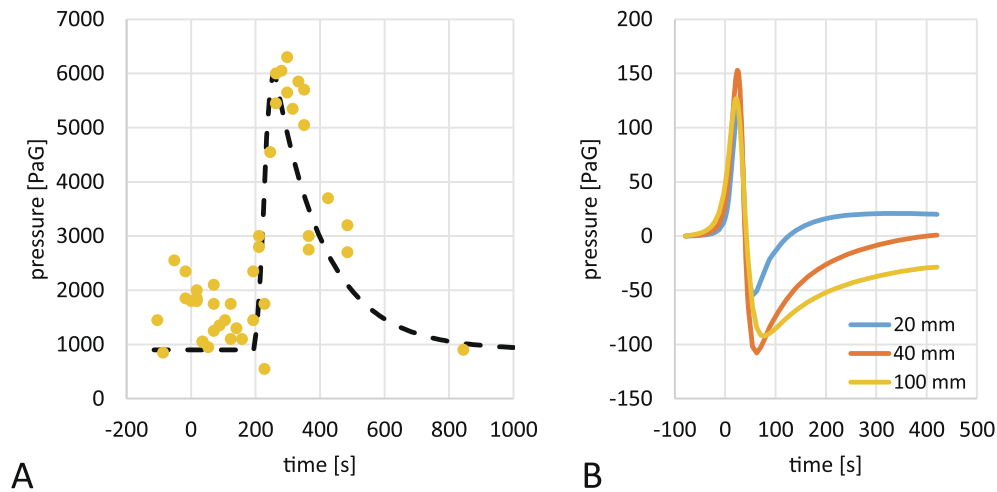 7000
6000
5000
4000
3000
2000
1000
0
pressure [PaG]
-200 0 200 400 600 800 1000
time [s]
A
200
150
100
50
0
-50
-100
-150
pressure [PaG]
20 mm
40 mm
100 mm
-100 0 100 200 300 400 500
time [s]
B